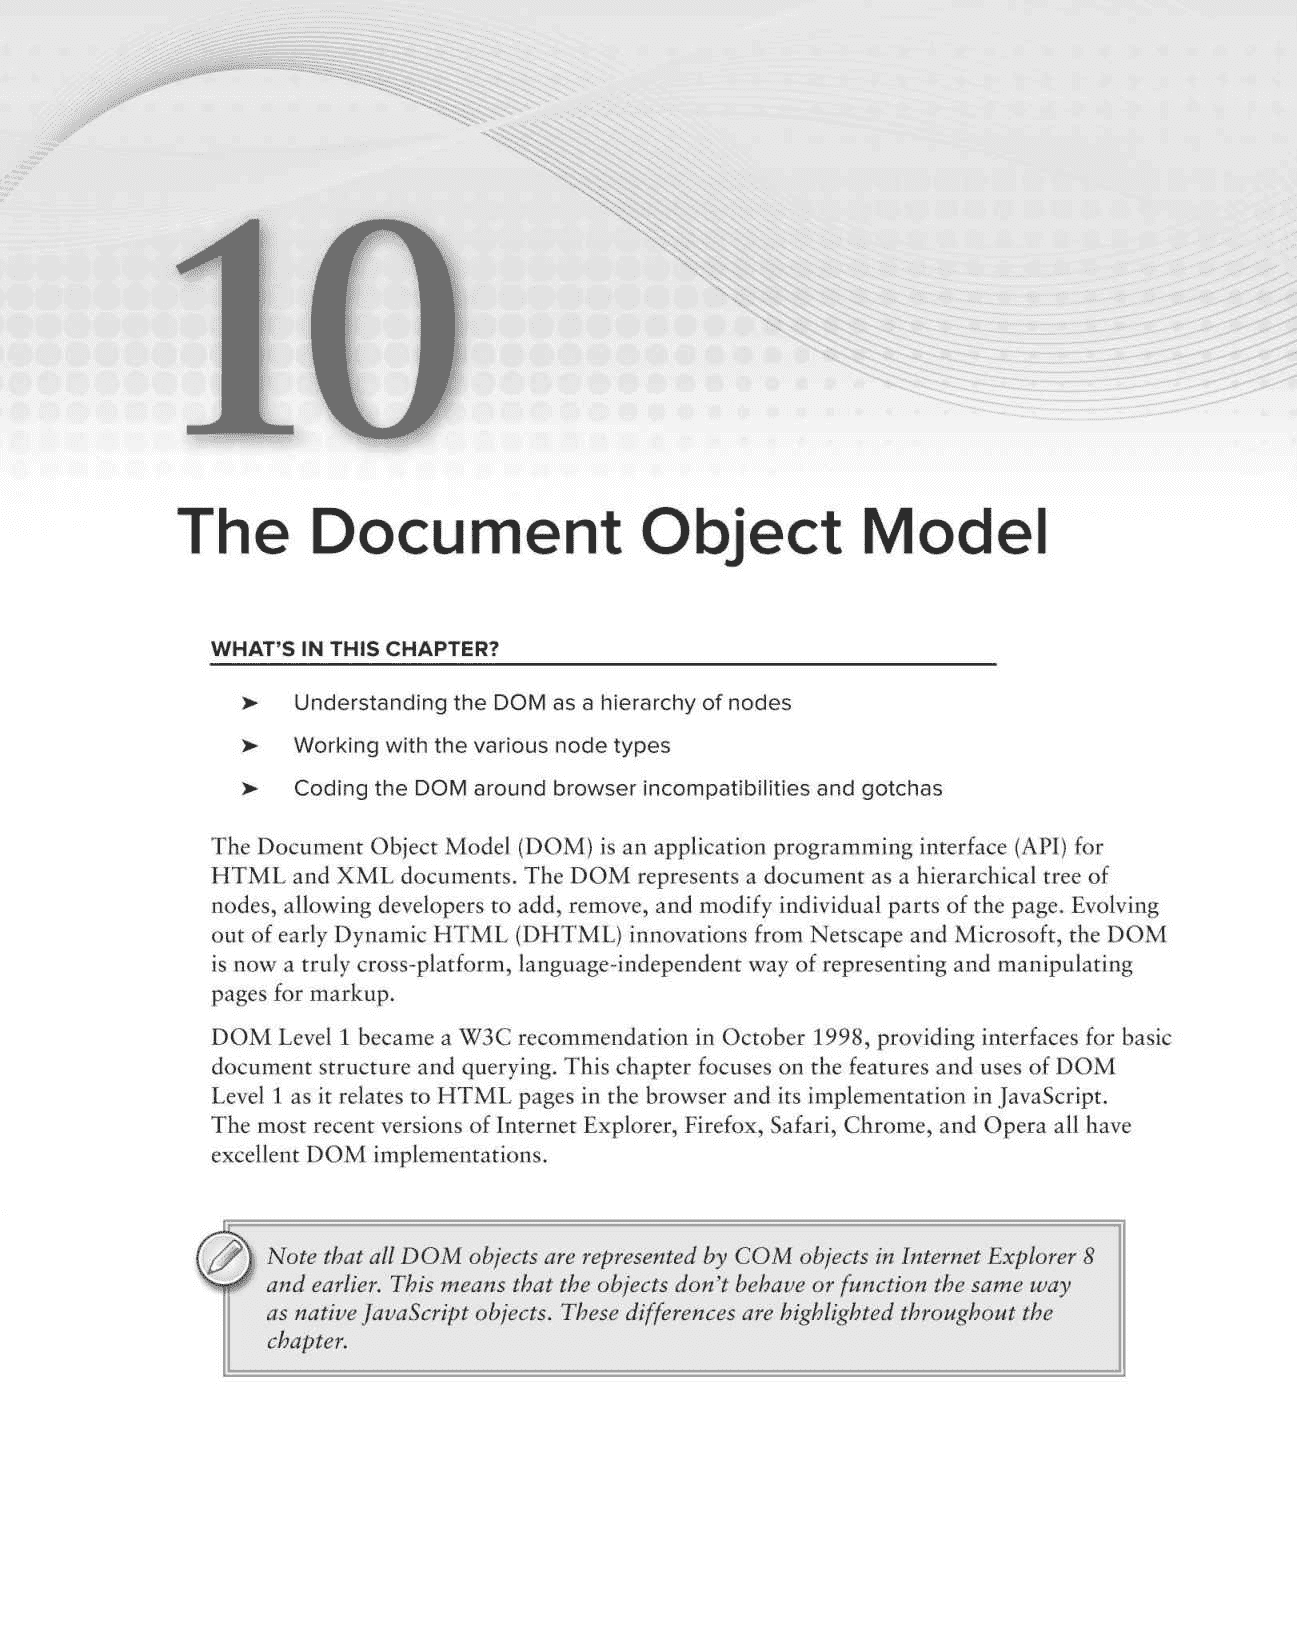 10
The Document Object Model
WHAT'S IN THIS CHAPTER?
➤ Understanding the DOM as a hierarchy of nodes
➤ Working with the various node types
➤ Coding the DOM around browser incompatibilities and gotchas
The Document Object Model (DOM) is an application programming interface (API) for
HTML and XML documents. The DOM represents a document as a hierarchical tree of
nodes, allowing developers to add, remove, and modify individual parts of the page. Evolving
out of early Dynamic HTML (DHTML) innovations from Netscape and Microsoft, the DOM
is now a truly cross-platform, language-independent way of representing and manipulating
pages for markup.
DOM Level 1 became a W3C recommendation in October 1998, providing interfaces for basic
document structure and querying. This chapter focuses on the features and uses of DOM
Level 1 as it relates to HTML pages in the browser and its implementation in JavaScript.
The most recent versions of Internet Explorer, Firefox, Safari, Chrome, and Opera all have
excellent DOM implementations.
Note that all DOM objects are represented by COM objects in Internet Explorer 8
and earlier. This means that the objects don't behave or function the same way
as native JavaScript objects. These differences are highlighted throughout the
chapter.